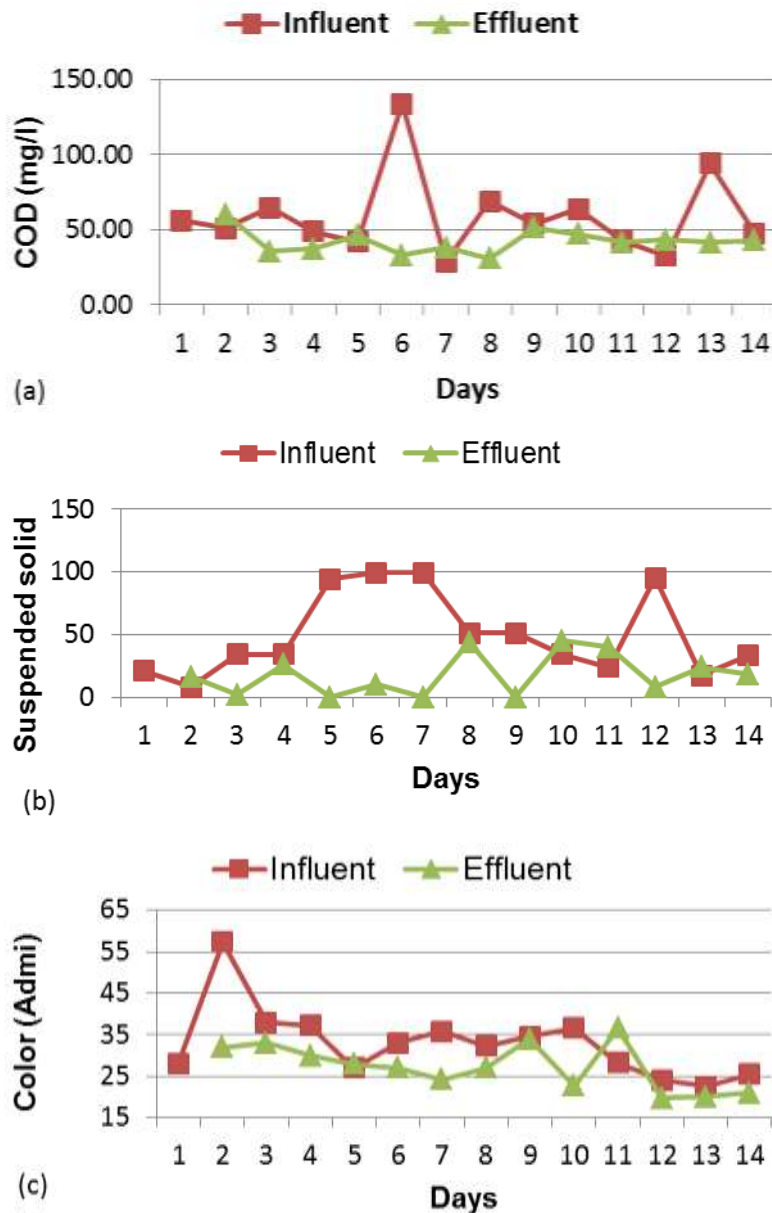 Influent Effluent
COD (mg/l)
150.00
100.00
50.00
0.00
1 2 3 4 5 6 7 8 9 10 11 12 13 14
Days
(a)
Influent Effluent
Suspended solid
150
100
50
0
1 2 3 4 5 6 7 8 9 10 11 12 13 14
Days
(b)
Influent Effluent
Color (Admi)
65
55
45
35
25
15
1 2 3 4 5 6 7 8 9 10 11 12 13 14
Days
(c)